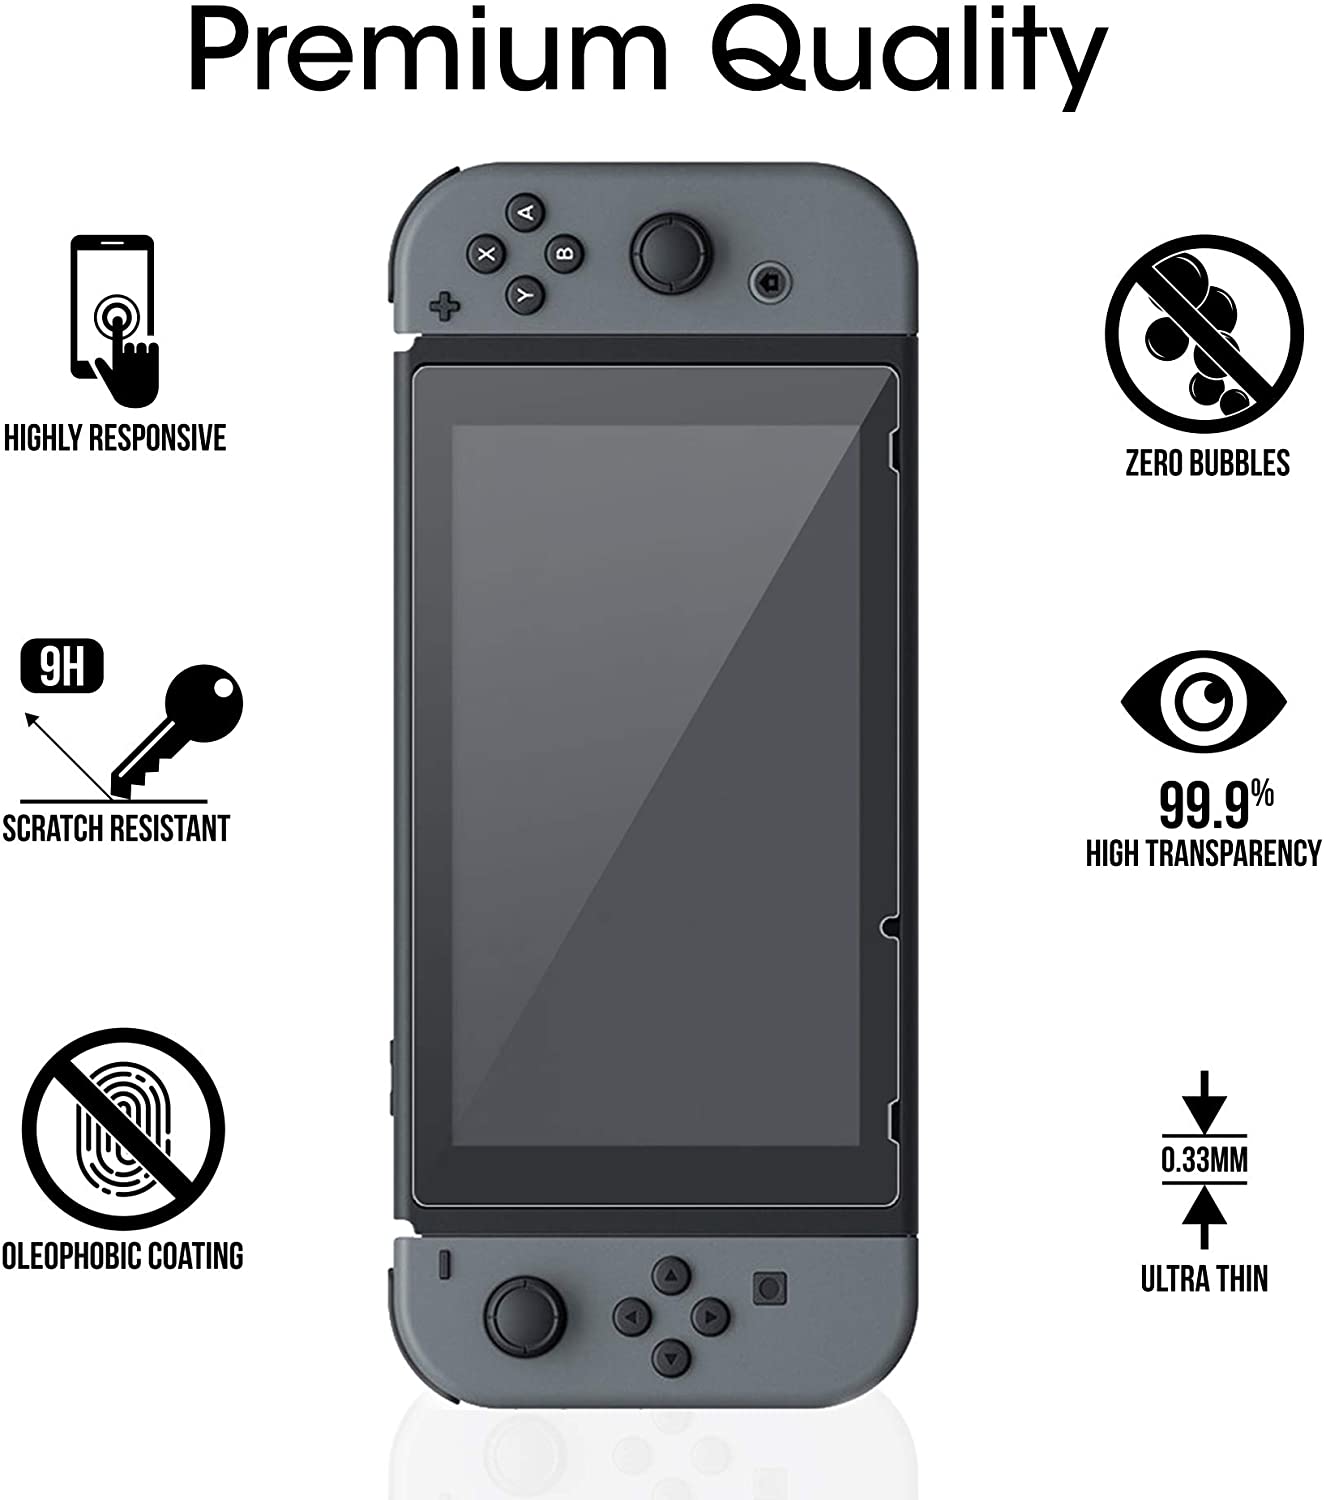 Premium Quality
A
X
B
Y
HIGHLY RESPONSIVE
ZERO BUBBLES
9H
SCRATCH RESISTANT
99.9%
HIGH TRANSPARENCY
OLEOPHOBIC COATING
0.33MM
ULTRA THIN